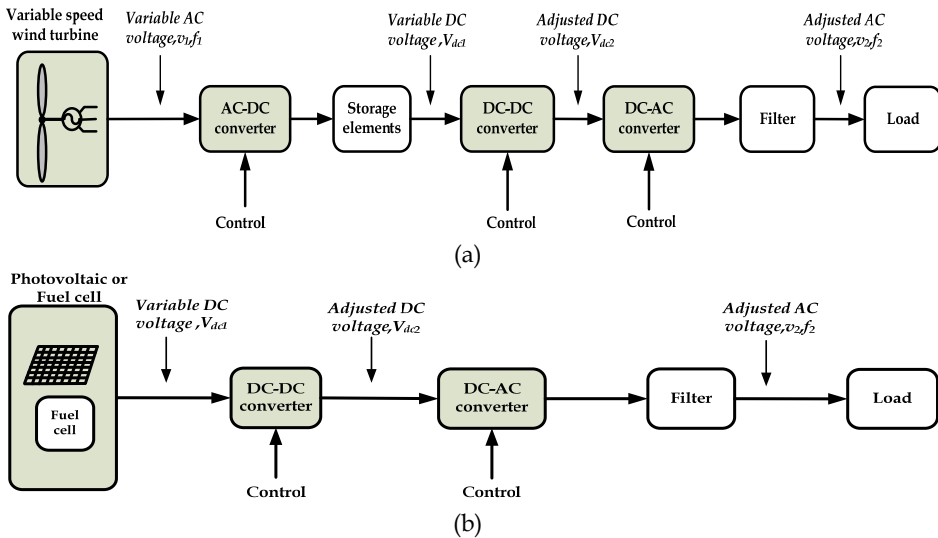 Variable speed
wind turbine
Variable AC
voltage,v1,f1
Variable DC
voltage ,Vdc1
Adjusted DC
voltage,Vdc2
Adjusted AC
voltage,v2,f2
AC-DC
converter
Storage
elements
DC-DC
converter
DC-AC
converter
Filter
Load
Control
Control
Control
(a)
Photovoltaic or
Fuel cell
Variable DC
voltage ,Vdc1
Adjusted DC
voltage,Vdc2
Adjusted AC
voltage,v2,f2
Fuel
cell
DC-DC
converter
DC-AC
converter
Filter
Load
Control
Control
(b)